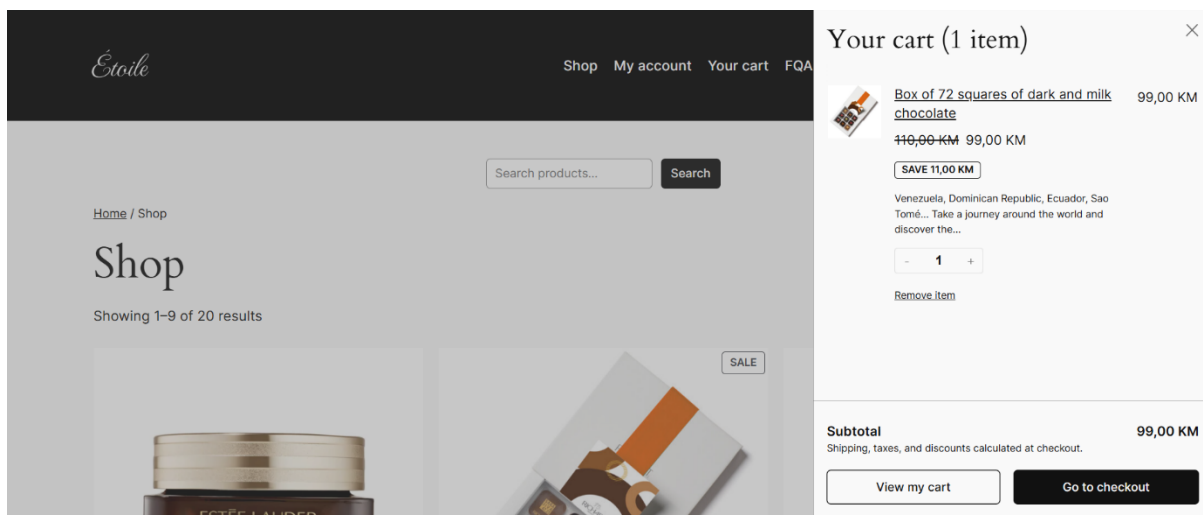 Étoile
Shop My account Your cart FQA
Search products... Search
Home / Shop
Shop
Showing 1–9 of 20 results
SALE
ESTĒE LAUDER
Your cart (1 item)
Box of 72 squares of dark and milk
chocolate
99,00 KM
110,00 KM 99,00 KM
SAVE 11,00 KM
Venezuela, Dominican Republic, Ecuador, Sao
Tomé... Take a journey around the world and
discover the...
- 1 +
Remove item
Subtotal 99,00 KM
Shipping, taxes, and discounts calculated at checkout.
View my cart Go to checkout